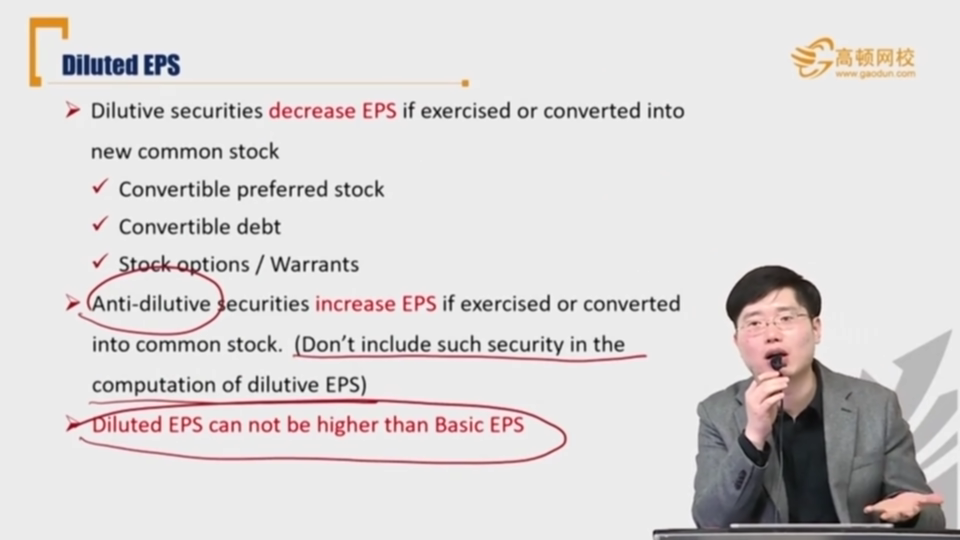 Diluted EPS
高顿网校
www.gaodun.com
Dilutive securities decrease EPS if exercised or converted into
new common stock
Convertible preferred stock
Convertible debt
Stock options / Warrants
Anti-dilutive securities increase EPS if exercised or converted
into common stock. (Don't include such security in the
computation of dilutive EPS)
Diluted EPS can not be higher than Basic EPS